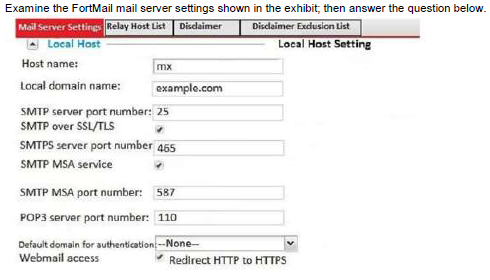 Examine the FortMail mail server settings shown in the exhibit; then answer the question below.
Mail Server Settings Relay Host List Disclaimer Disclaimer Exclusion List
Local Host Local Host Setting
Host name: mx
Local domain name: example.com
SMTP server port number: 25
SMTP over SSL/TLS
SMTPS server port number 465
SMTP MSA service
SMTP MSA port number: 587
POP3 server port number: 110
Default domain for authentication: --None--
Webmail access Redirect HTTP to HTTPS